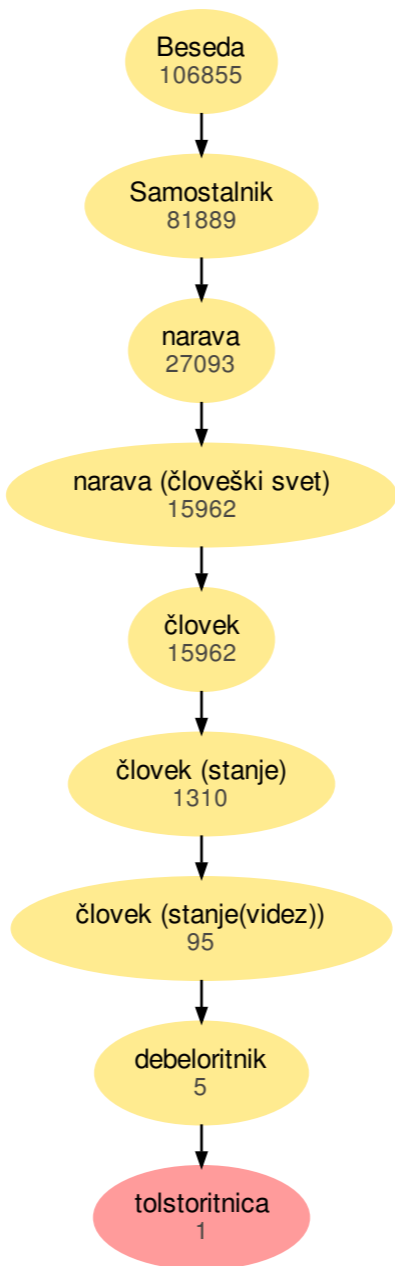 Beseda
106855
Samostalnik
81889
narava
27093
narava (človeški svet)
15962
človek
15962
človek (stanje)
1310
človek (stanje(videz))
95
debeloritnik
5
tolstoritnica
1